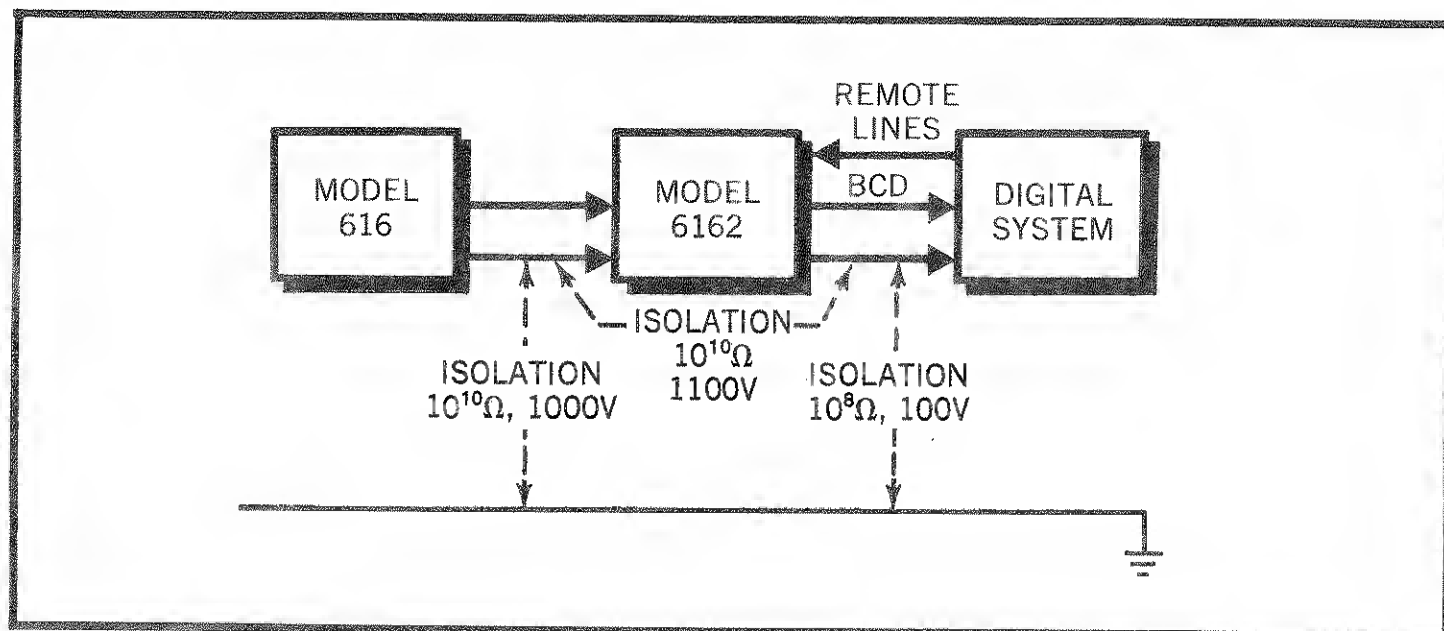 REMOTE
LINES
MODEL
616
MODEL
6162
BCD
DIGITAL
SYSTEM
ISOLATION
10¹⁰Ω
1100V
ISOLATION
10¹⁰Ω, 1000V
ISOLATION
10⁸Ω, 100V